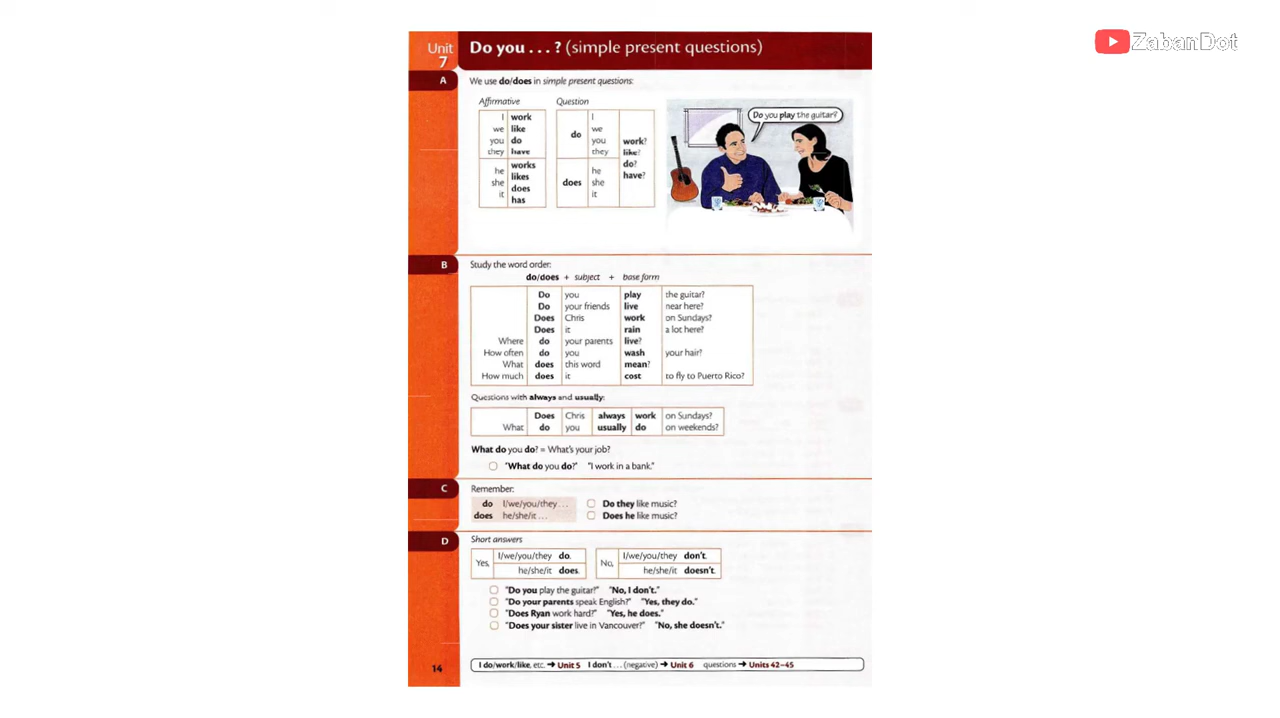 ZabanDot
Unit
7
Do you . . . ? (simple present questions)
A
We use do/does in simple present questions:
Affirmative
Question
I work
we like
you do
they have
he works
she likes
it does
has
do
I
we
you
they
does
he
she
it
work?
like?
do?
have?
Do you play the guitar?
B
Study the word order:
do/does + subject + base form
Do you play the guitar?
Do your friends live near here?
Does Chris work on Sundays?
Does it rain a lot here?
Where do your parents live?
How often do you wash your hair?
What does this word mean?
How much does it cost to fly to Puerto Rico?
Questions with always and usually:
Does Chris always work on Sundays?
What do you usually do on weekends?
What do you do? = What's your job?
"What do you do?" "I work in a bank."
C
Remember:
do I/we/you/they . . .
does he/she/it . . .
Do they like music?
Does he like music?
D
Short answers
Yes,
I/we/you/they do.
he/she/it does.
No,
I/we/you/they don't.
he/she/it doesn't.
"Do you play the guitar?" "No, I don't."
"Do your parents speak English?" "Yes, they do."
"Does Ryan work hard?" "Yes, he does."
"Does your sister live in Vancouver?" "No, she doesn't."
14
I do/work/like, etc. → Unit 5 I don't . . . (negative) → Unit 6 questions → Units 42–45